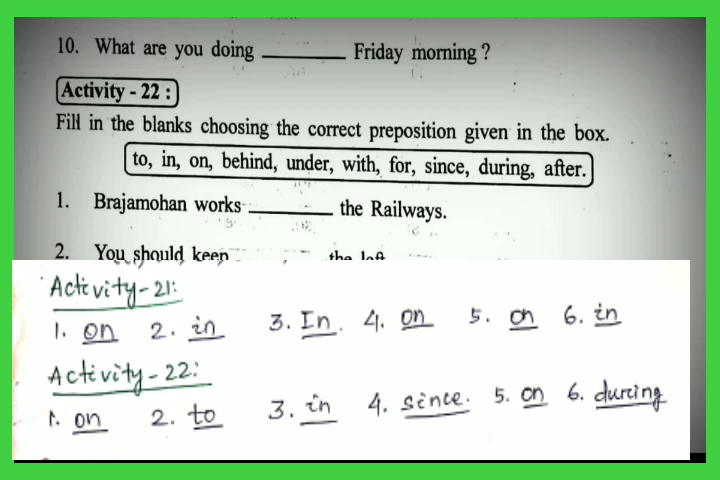 10. What are you doing ________ Friday morning ?
Activity - 22 :
Fill in the blanks choosing the correct preposition given in the box.
to, in, on, behind, under, with, for, since, during, after.
1. Brajamohan works ________ the Railways.
2. You should keep ________ the left
Activity-21:
1. on 2. in 3. In. 4. on 5. on 6. in
Activity-22:
1. on 2. to 3. in 4. since. 5. on 6. during